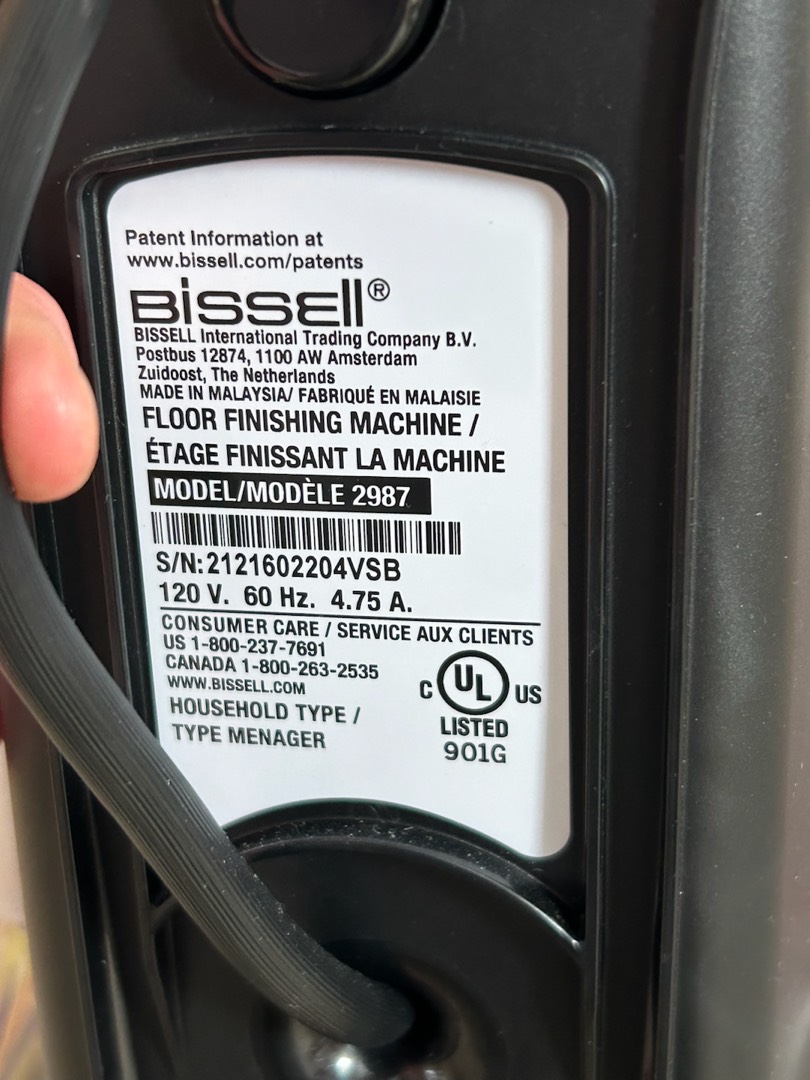 Patent Information at
www.bissell.com/patents
BISSELL®
BISSELL International Trading Company B.V.
Postbus 12874, 1100 AW Amsterdam
Zuidoost, The Netherlands
MADE IN MALAYSIA/ FABRIQUÉ EN MALAISIE
FLOOR FINISHING MACHINE /
ÉTAGE FINISSANT LA MACHINE
MODEL/MODÈLE 2987
S/N:2121602204VSB
120 V. 60 Hz. 4.75 A.
CONSUMER CARE / SERVICE AUX CLIENTS
US 1-800-237-7691
CANADA 1-800-263-2535
WWW.BISSELL.COM
HOUSEHOLD TYPE /
TYPE MENAGER
C UL US
LISTED
901G